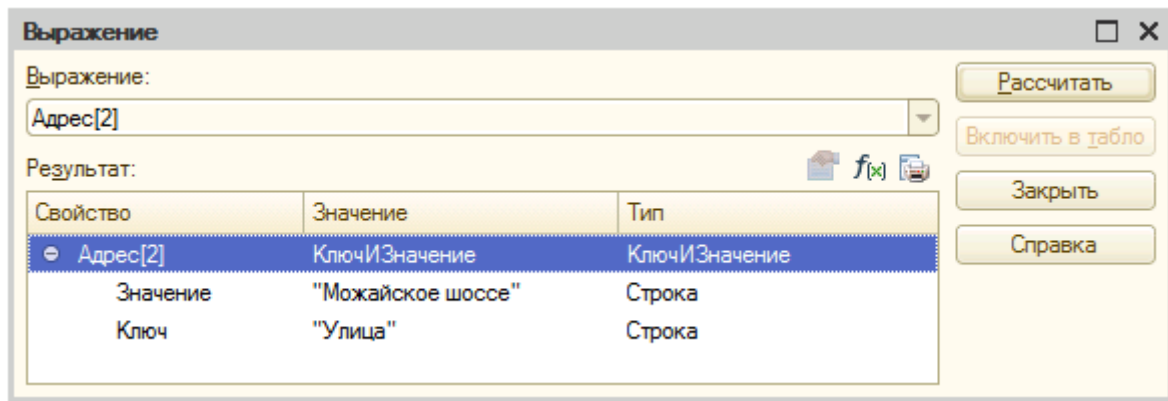 Выражение
Выражение:
Рассчитать
Адрес[2]
Включить в табло
Результат:
f(x)
Закрыть
Свойство Значение Тип
Справка
Адрес[2] КлючИЗначение КлючИЗначение
Значение "Можайское шоссе" Строка
Ключ "Улица" Строка